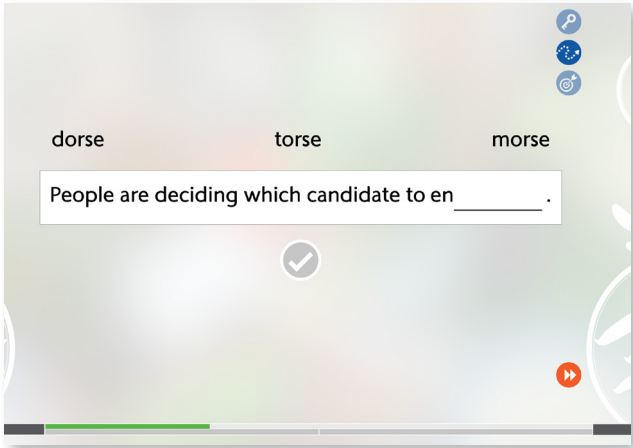 dorse torse morse
People are deciding which candidate to en________ .